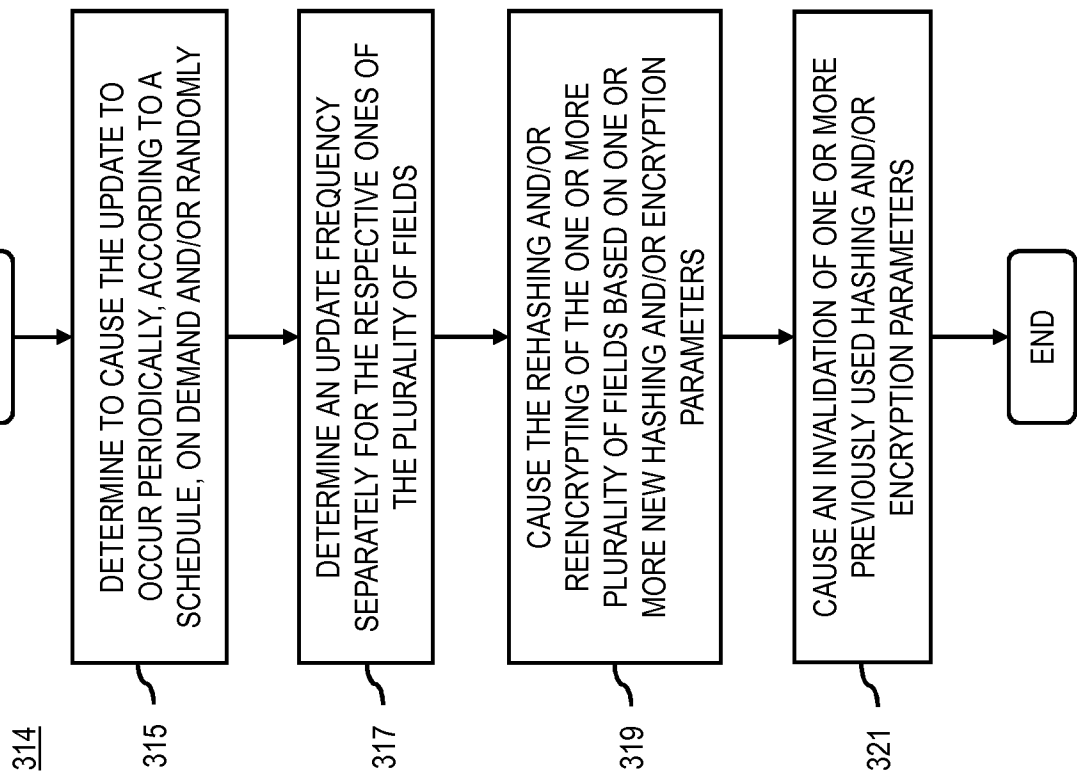 314
315
DETERMINE TO CAUSE THE UPDATE TO
OCCUR PERIODICALLY, ACCORDING TO A
SCHEDULE, ON DEMAND AND/OR RANDOMLY
317
DETERMINE AN UPDATE FREQUENCY
SEPARATELY FOR THE RESPECTIVE ONES OF
THE PLURALITY OF FIELDS
319
CAUSE THE REHASHING AND/OR
REENCRYPTING OF THE ONE OR MORE
PLURALITY OF FIELDS BASED ON ONE OR
MORE NEW HASHING AND/OR ENCRYPTION
PARAMETERS
321
CAUSE AN INVALIDATION OF ONE OR MORE
PREVIOUSLY USED HASHING AND/OR
ENCRYPTION PARAMETERS
END